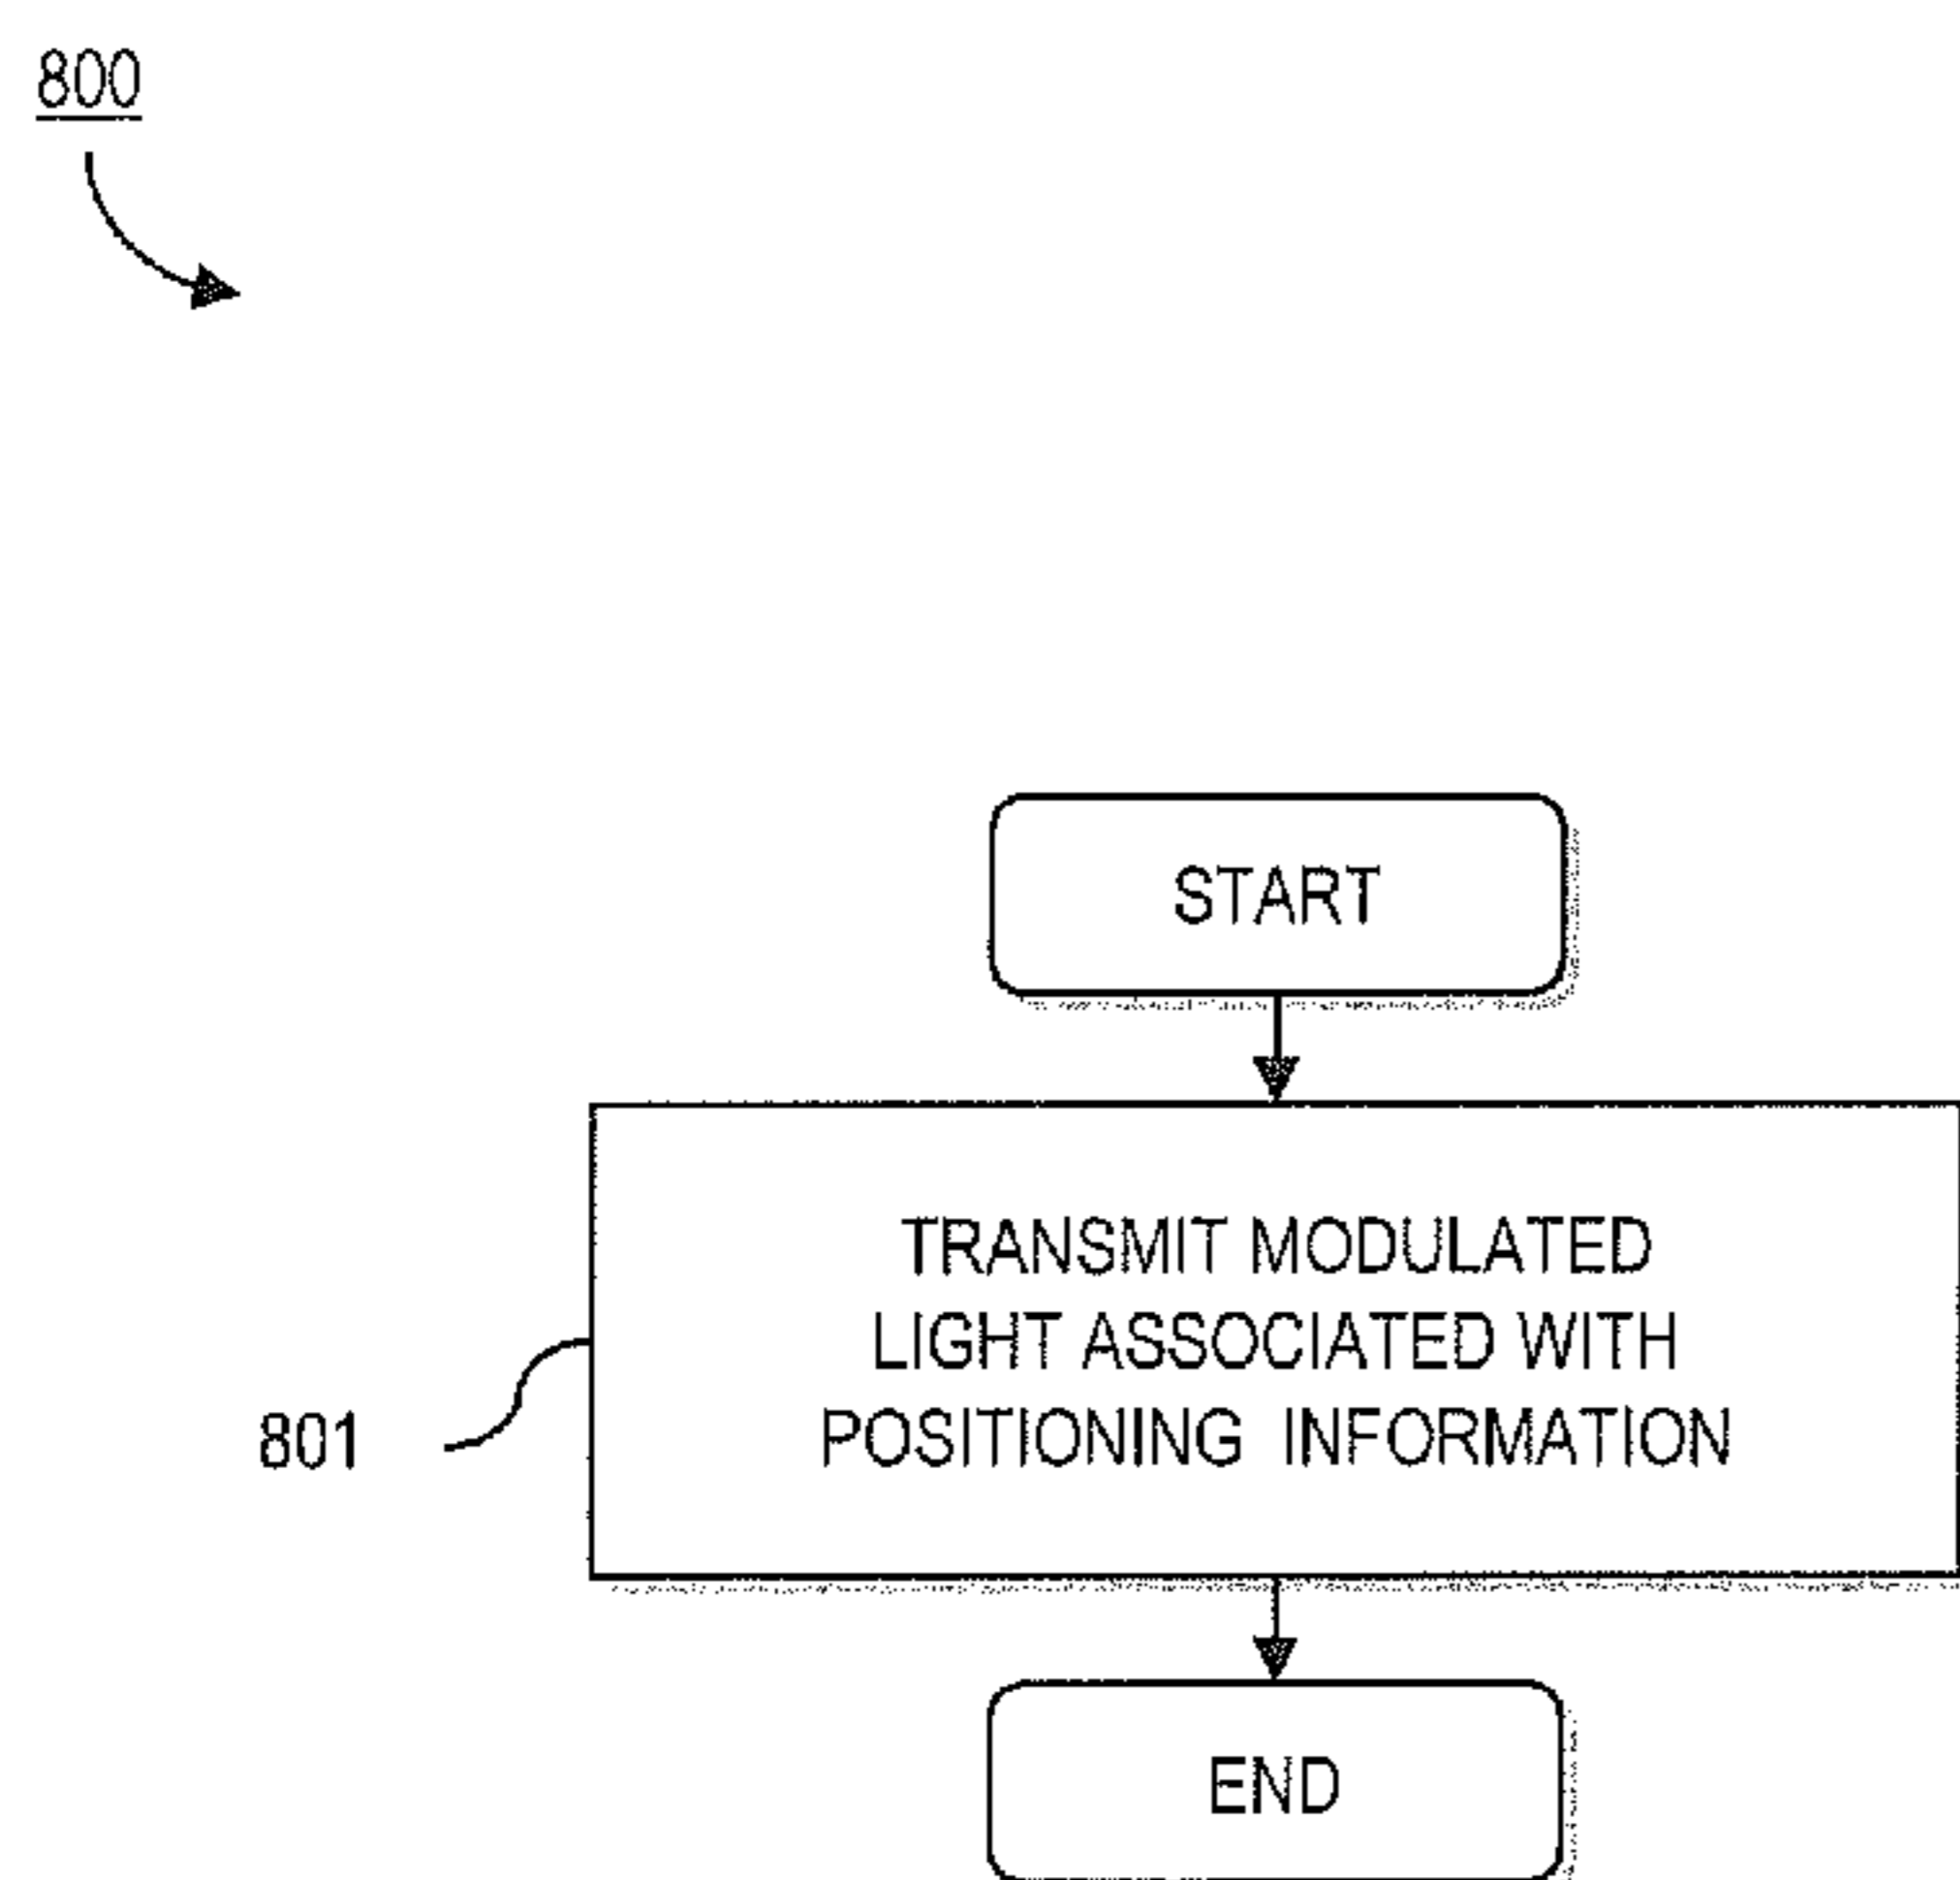 800
START
TRANSMIT MODULATED
LIGHT ASSOCIATED WITH
POSITIONING INFORMATION
801
END